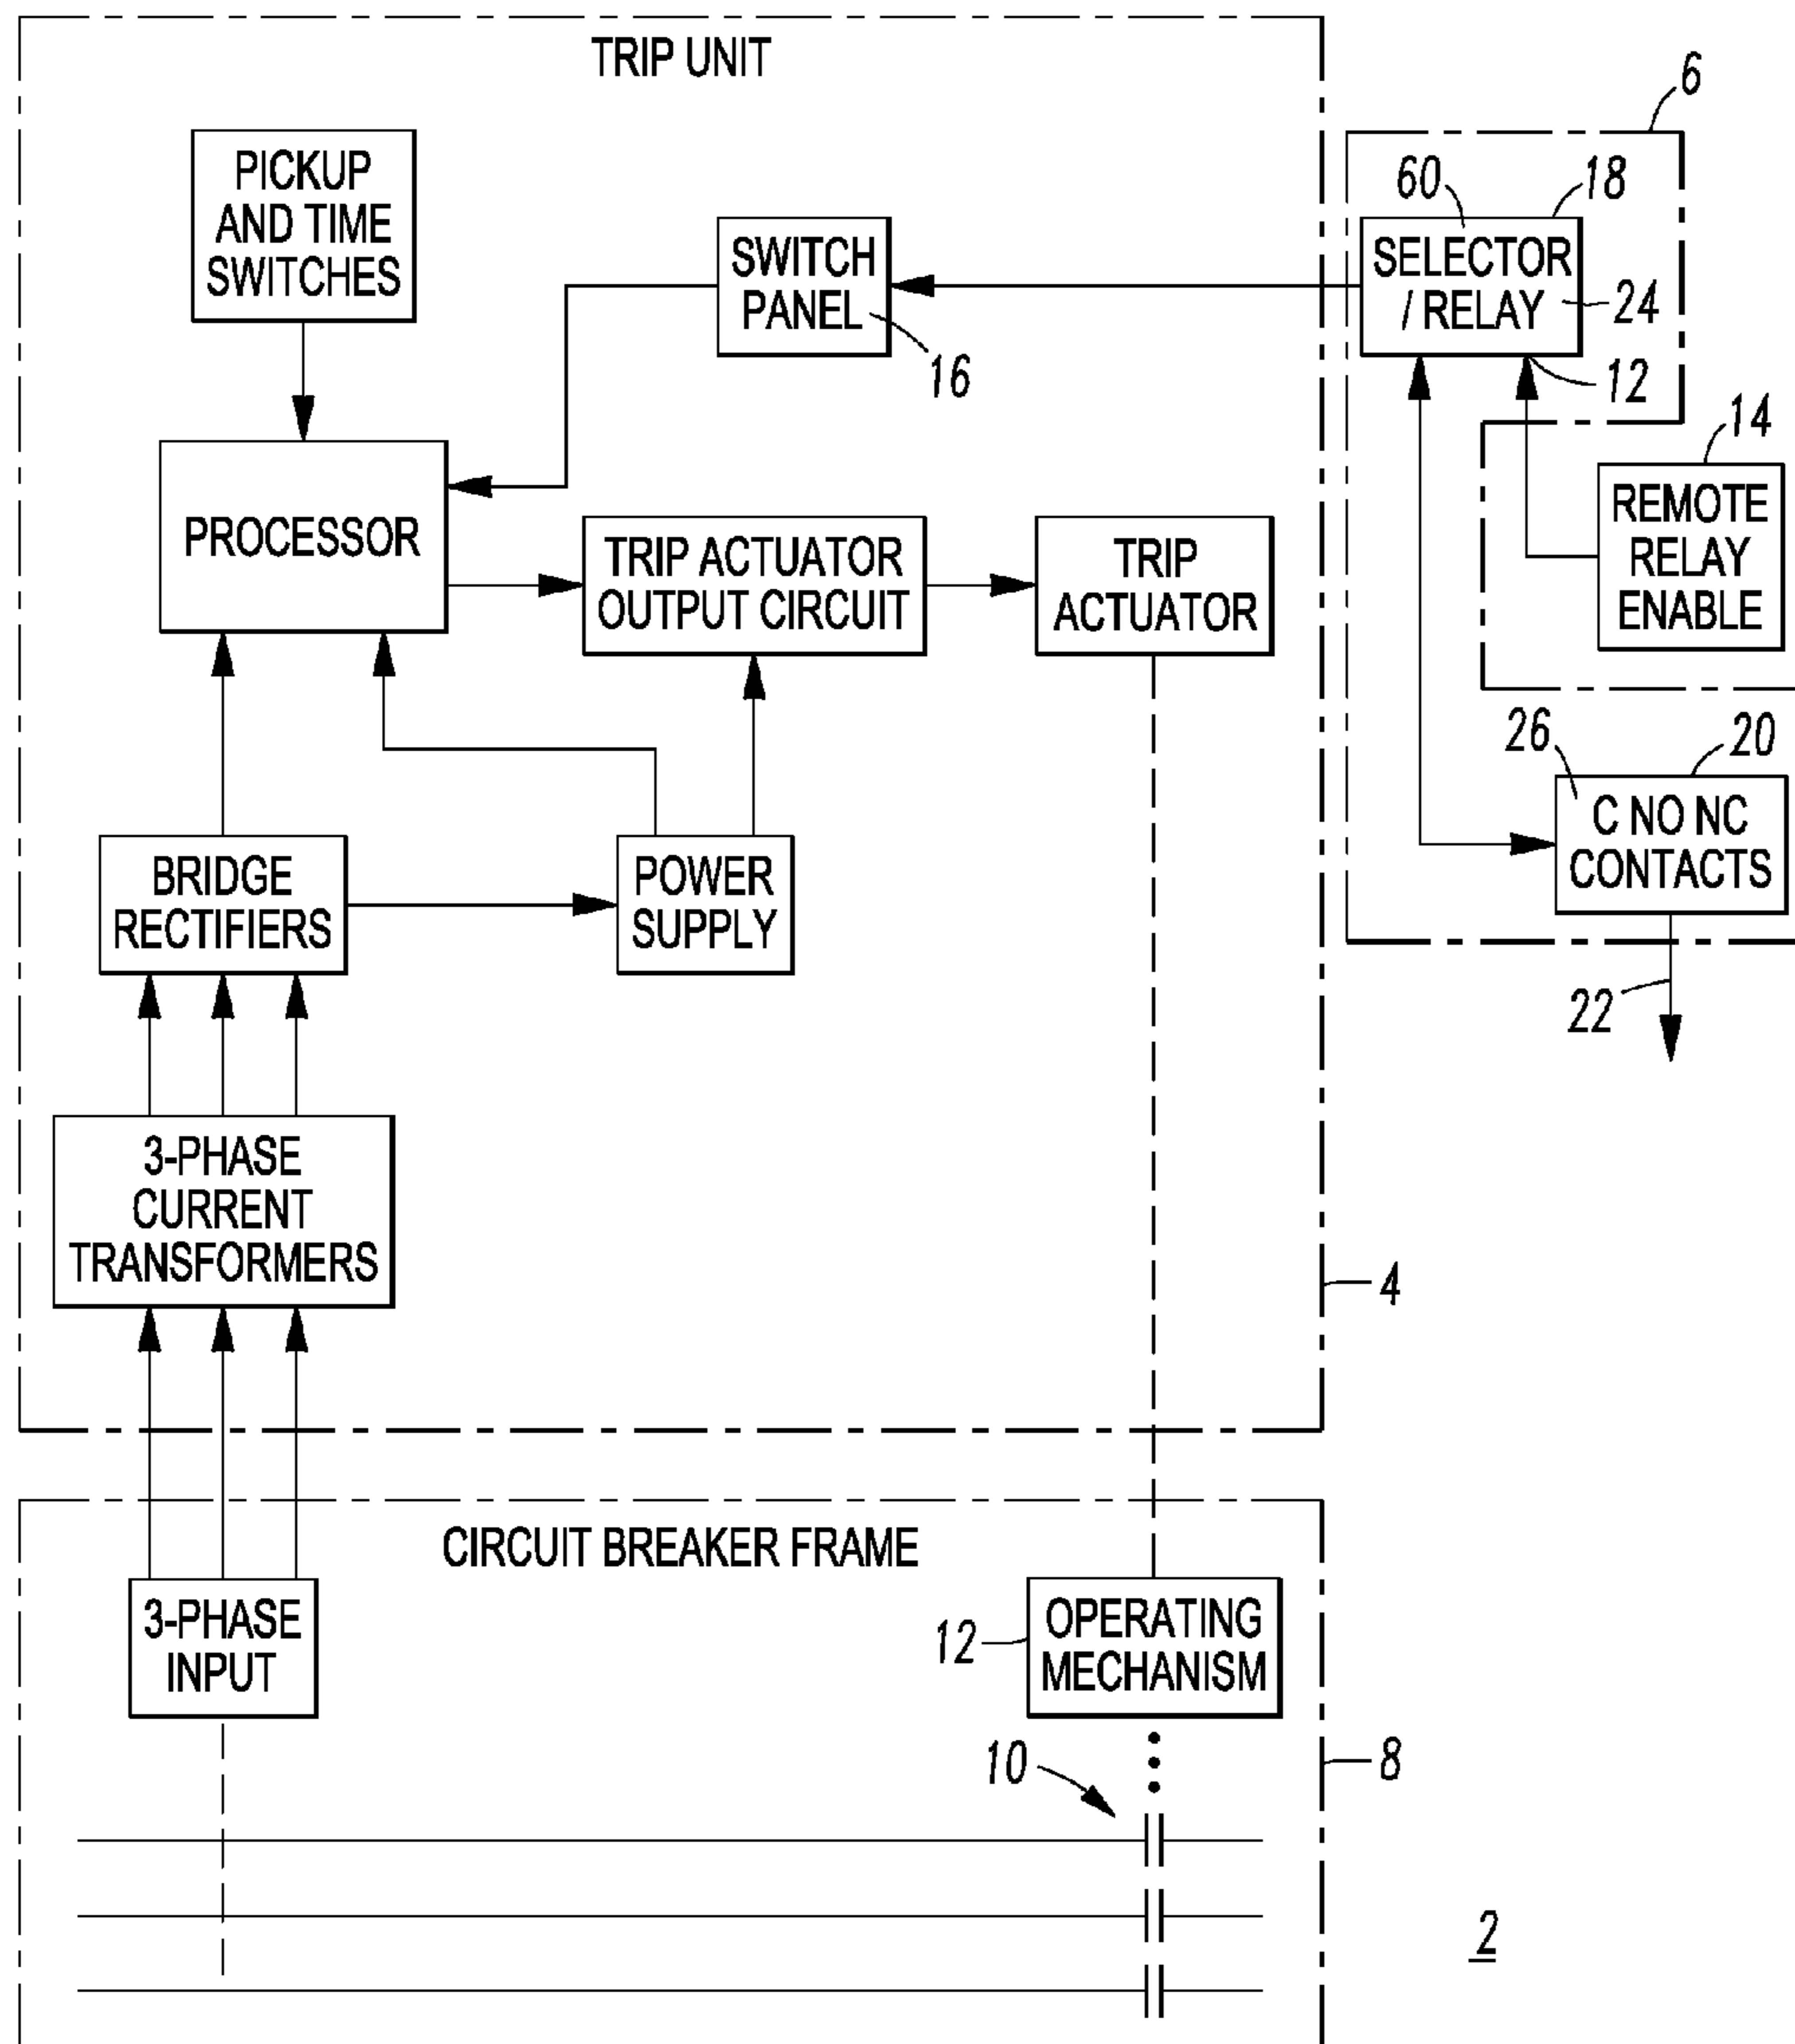 TRIP UNIT
6
PICKUP
AND TIME
SWITCHES
60
18
SWITCH
PANEL
16
SELECTOR
/ RELAY
24
12
14
PROCESSOR
TRIP ACTUATOR
OUTPUT CIRCUIT
TRIP
ACTUATOR
REMOTE
RELAY
ENABLE
26
20
BRIDGE
RECTIFIERS
POWER
SUPPLY
C NO NC
CONTACTS
22
3-PHASE
CURRENT
TRANSFORMERS
4
CIRCUIT BREAKER FRAME
3-PHASE
INPUT
12
OPERATING
MECHANISM
10
8
2